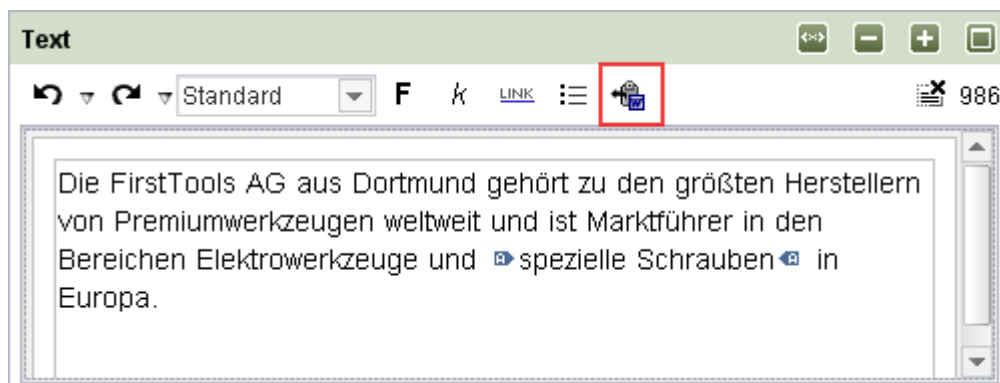 Text
Standard F k LINK W 986
Die FirstTools AG aus Dortmund gehört zu den größten Herstellern
von Premiumwerkzeugen weltweit und ist Marktführer in den
Bereichen Elektrowerkzeuge und A spezielle Schrauben A in
Europa.